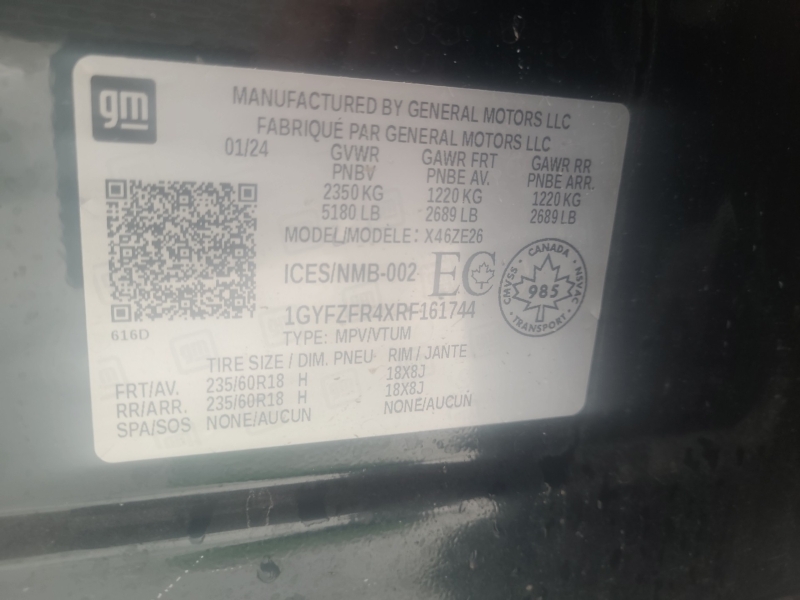 gm
MANUFACTURED BY GENERAL MOTORS LLC
FABRIQUÉ PAR GENERAL MOTORS LLC
01/24 GVWR GAWR FRT GAWR RR
PNBV PNBE AV. PNBE ARR.
2350 KG 1220 KG 1220 KG
5180 LB 2689 LB 2689 LB
MODEL/MODÈLE: X46ZE26
ICES/NMB-002 EC
CANADA
CMVSS 985 NSVAC
TRANSPORT
1GYFZFR4XRF161744
616D
TYPE: MPV/VTUM
TIRE SIZE / DIM. PNEU RIM / JANTE
FRT/AV. 235/60R18 H 18X8J
RR/ARR. 235/60R18 H 18X8J
SPA/SOS NONE/AUCUN NONE/AUCUN